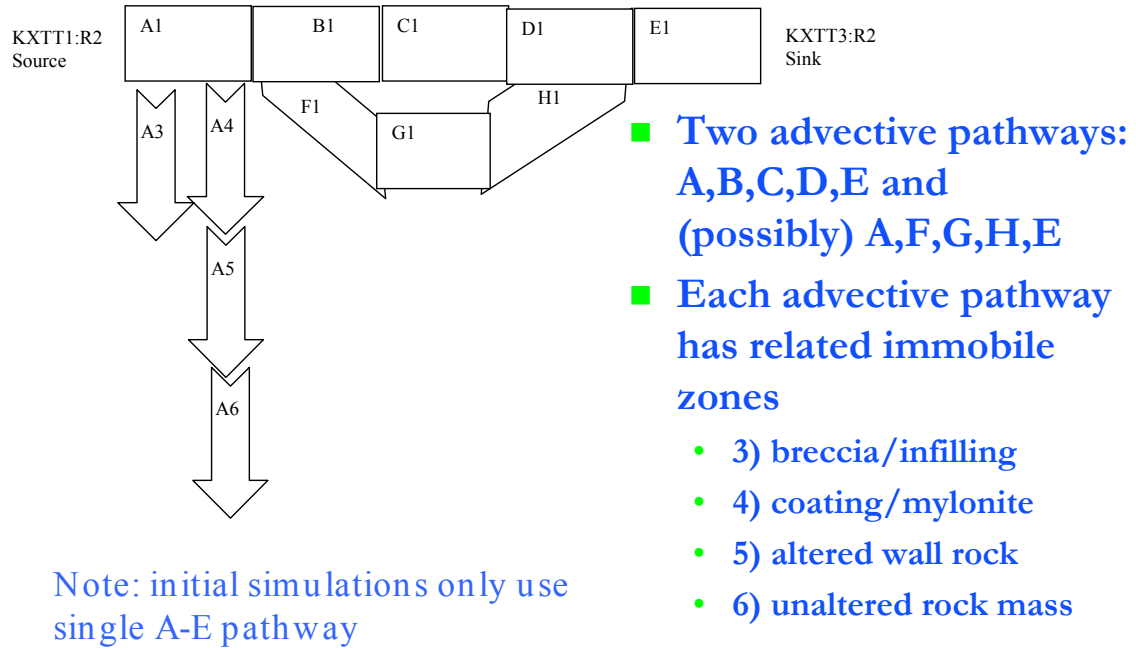 KXTT1:R2
Source
A1
B1
C1
D1
E1
KXTT3:R2
Sink
A3
A4
F1
G1
H1
A5
A6
Two advective pathways:
A,B,C,D,E and
(possibly) A,F,G,H,E
Each advective pathway
has related immobile
zones
3) breccia/infilling
4) coating/mylonite
5) altered wall rock
6) unaltered rock mass
Note: initial simulations only use
single A-E pathway